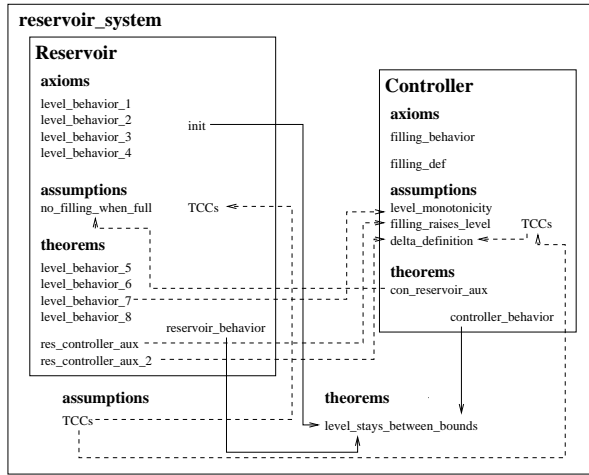 reservoir_system
Reservoir
axioms
level_behavior_1
level_behavior_2
level_behavior_3
level_behavior_4
init
assumptions
no_filling_when_full
TCCs
theorems
level_behavior_5
level_behavior_6
level_behavior_7
level_behavior_8
reservoir_behavior
res_controller_aux
res_controller_aux_2
Controller
axioms
filling_behavior
filling_def
assumptions
level_monotonicity
filling_raises_level
TCCs
delta_definition
theorems
con_reservoir_aux
controller_behavior
assumptions
TCCs
theorems
level_stays_between_bounds